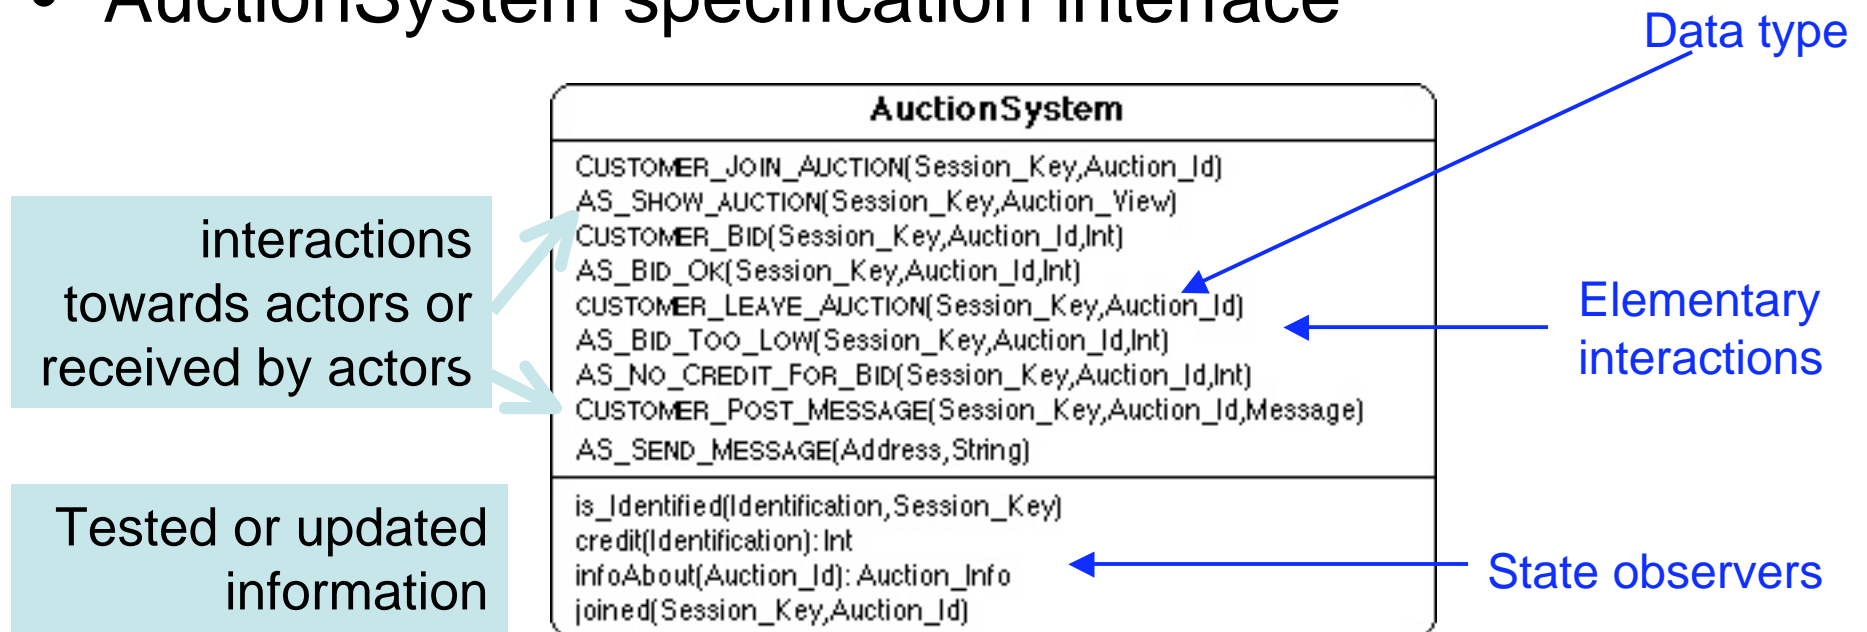 • AuctionSystem specification interface
Data type
AuctionSystem
CUSTOMER_JOIN_AUCTION(Session_Key,Auction_Id)
AS_SHOW_AUCTION(Session_Key,Auction_View)
CUSTOMER_BID(Session_Key,Auction_Id,Int)
AS_BID_OK(Session_Key,Auction_Id,Int)
CUSTOMER_LEAVE_AUCTION(Session_Key,Auction_Id)
AS_BID_TOO_LOW(Session_Key,Auction_Id,Int)
AS_NO_CREDIT_FOR_BID(Session_Key,Auction_Id,Int)
CUSTOMER_POST_MESSAGE(Session_Key,Auction_Id,Message)
AS_SEND_MESSAGE(Address,String)
interactions
towards actors or
received by actors
Elementary
interactions
is_Identified(Identification,Session_Key)
credit(Identification): Int
infoAbout(Auction_Id): Auction_Info
joined(Session_Key,Auction_Id)
Tested or updated
information
State observers